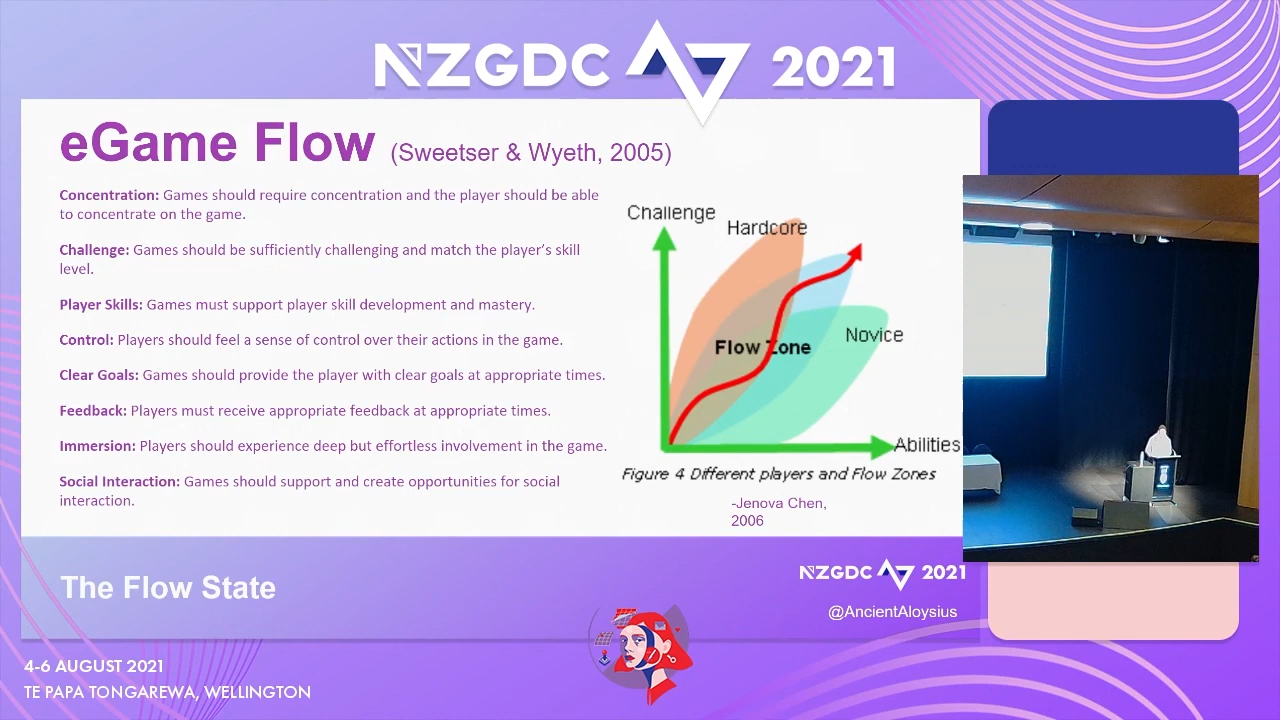 NZGDC 2021
eGame Flow (Sweetser & Wyeth, 2005)
Concentration: Games should require concentration and the player should be able
to concentrate on the game.
Challenge: Games should be sufficiently challenging and match the player's skill
level.
Player Skills: Games must support player skill development and mastery.
Control: Players should feel a sense of control over their actions in the game.
Clear Goals: Games should provide the player with clear goals at appropriate times.
Feedback: Players must receive appropriate feedback at appropriate times.
Immersion: Players should experience deep but effortless involvement in the game.
Social Interaction: Games should support and create opportunities for social
interaction.
Challenge
Hardcore
Novice
Flow Zone
Abilities
Figure 4 Different players and Flow Zones
-Jenova Chen,
2006
The Flow State
NZGDC 2021
@AncientAloysius
4-6 AUGUST 2021
TE PAPA TONGAREWA, WELLINGTON